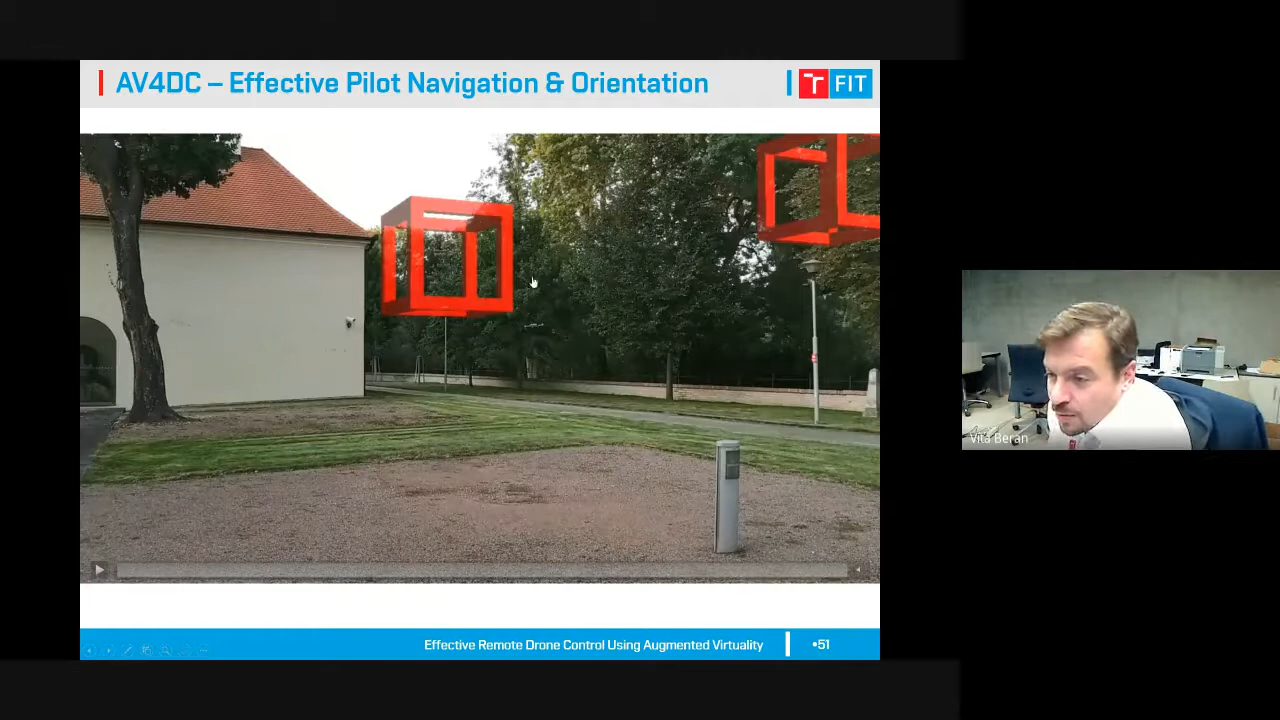 AV4DC – Effective Pilot Navigation & Orientation
T FIT
Vita Beran
Effective Remote Drone Control Using Augmented Virtuality
•51